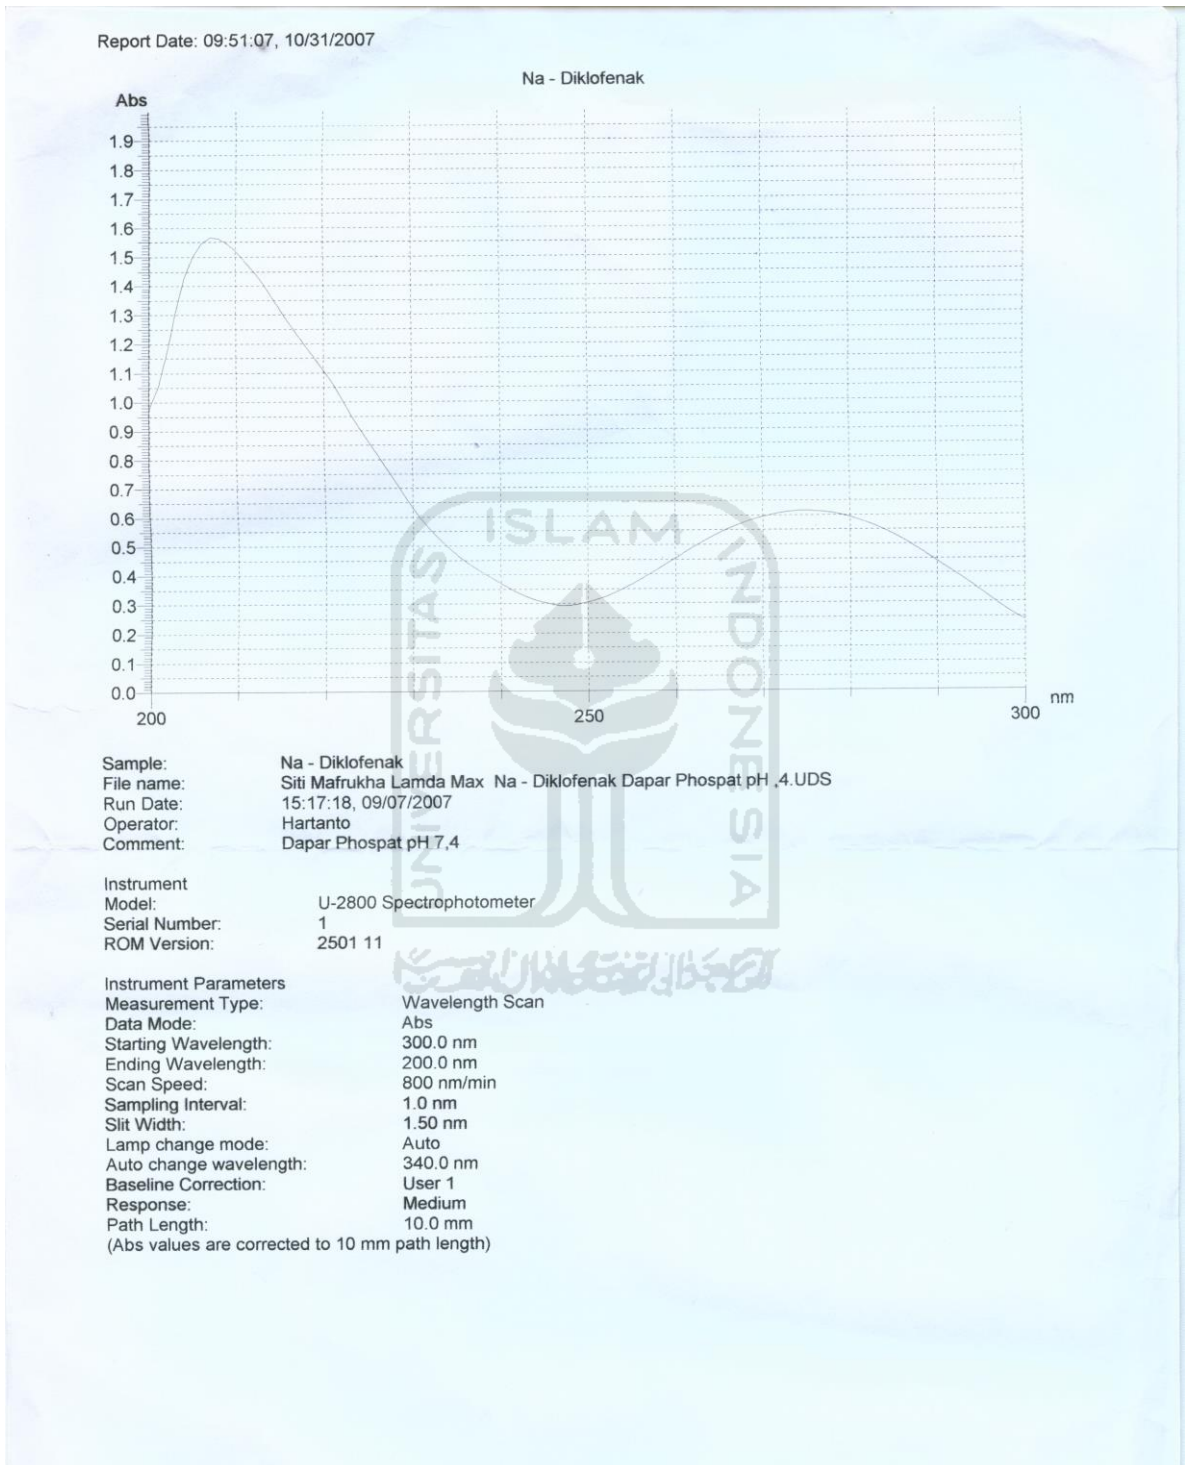 Report Date: 09:51:07, 10/31/2007
Na - Diklofenak
Abs
1.9
1.8
1.7
1.6
1.5
1.4
1.3
1.2
1.1
1.0
0.9
0.8
0.7
0.6
0.5
0.4
0.3
0.2
0.1
0.0
200
250
300
nm
UNIVERSITAS
ISLAM
INDONESIA
Sample: Na - Diklofenak
File name: Siti Mafrukha Lamda Max Na - Diklofenak Dapar Phospat pH ,4.UDS
Run Date: 15:17:18, 09/07/2007
Operator: Hartanto
Comment: Dapar Phospat pH 7,4
Instrument
Model: U-2800 Spectrophotometer
Serial Number: 1
ROM Version: 2501 11
Instrument Parameters
Measurement Type: Wavelength Scan
Data Mode: Abs
Starting Wavelength: 300.0 nm
Ending Wavelength: 200.0 nm
Scan Speed: 800 nm/min
Sampling Interval: 1.0 nm
Slit Width: 1.50 nm
Lamp change mode: Auto
Auto change wavelength: 340.0 nm
Baseline Correction: User 1
Response: Medium
Path Length: 10.0 mm
(Abs values are corrected to 10 mm path length)